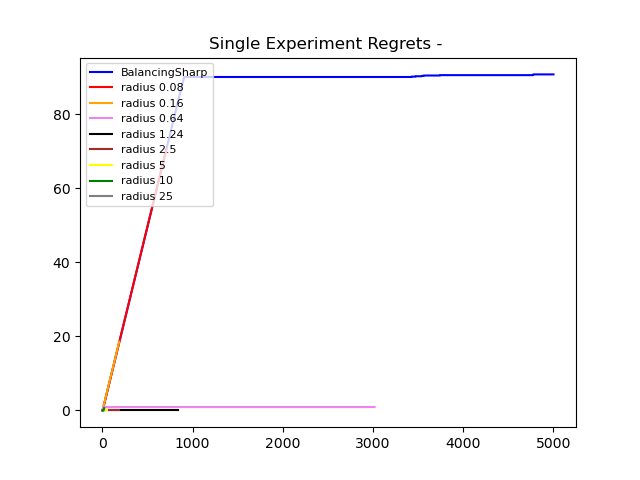 Single Experiment Regrets -
BalancingSharp
radius 0.08
radius 0.16
radius 0.64
radius 1.24
radius 2.5
radius 5
radius 10
radius 25
80
60
40
20
0
0 1000 2000 3000 4000 5000